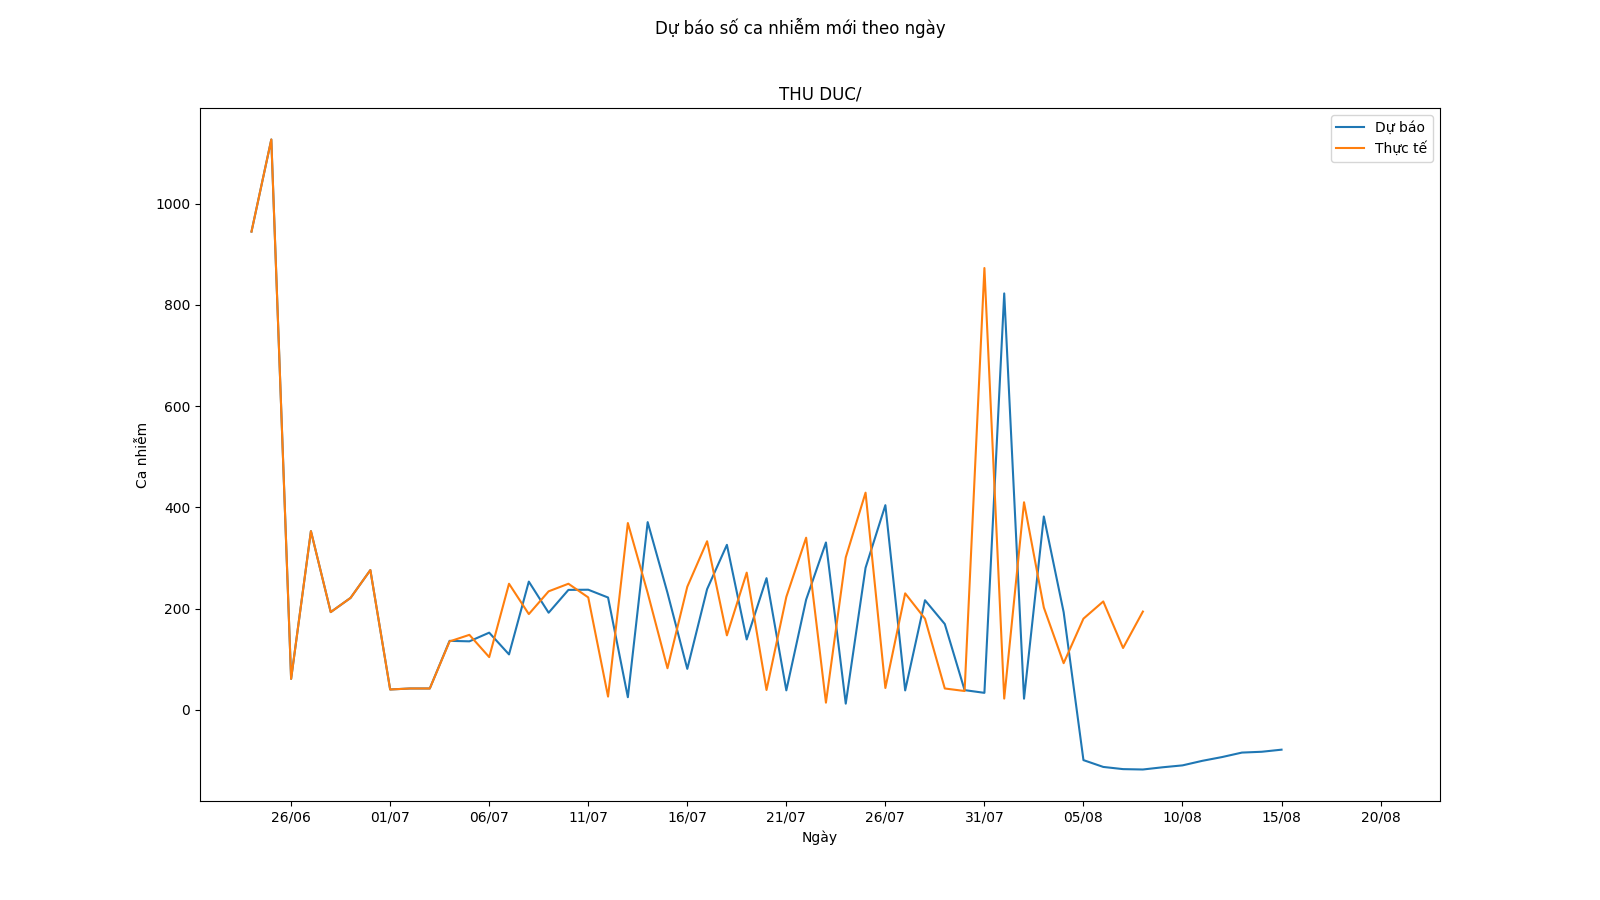 Dự báo số ca nhiễm mới theo ngày
THU DUC/
Dự báo
Thực tế
1000
800
600
400
200
0
Ca nhiễm
26/06 01/07 06/07 11/07 16/07 21/07 26/07 31/07 05/08 10/08 15/08 20/08
Ngày